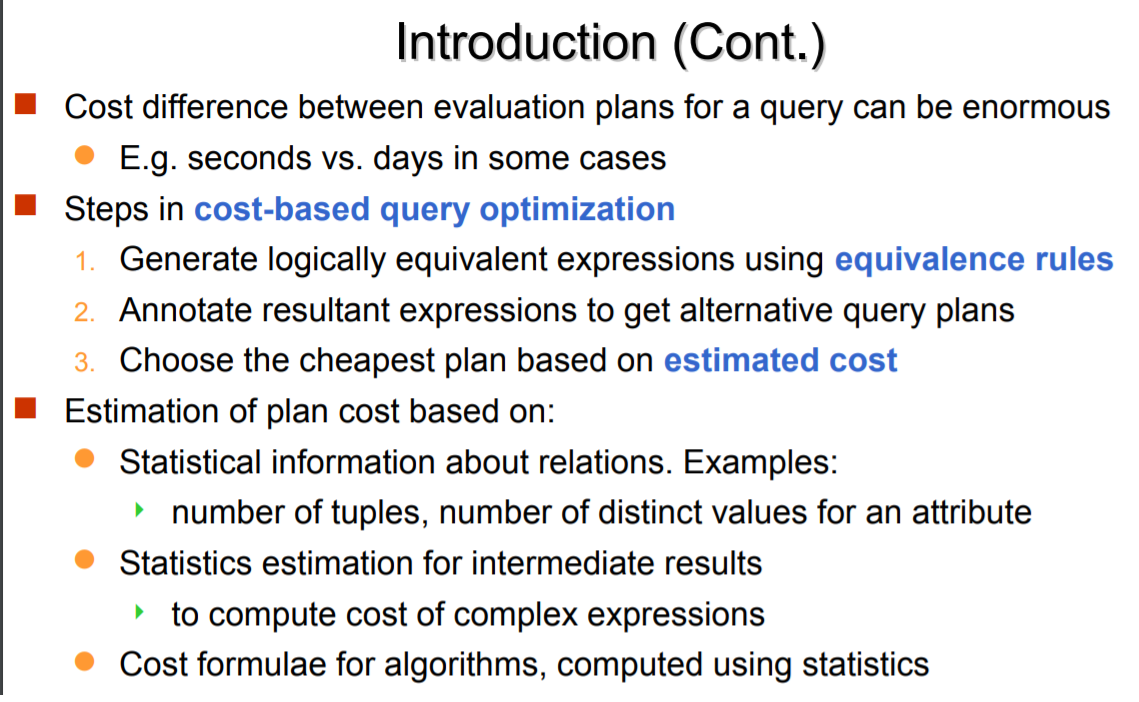 Introduction (Cont.)
Cost difference between evaluation plans for a query can be enormous
E.g. seconds vs. days in some cases
Steps in cost-based query optimization
1. Generate logically equivalent expressions using equivalence rules
2. Annotate resultant expressions to get alternative query plans
3. Choose the cheapest plan based on estimated cost
Estimation of plan cost based on:
Statistical information about relations. Examples:
number of tuples, number of distinct values for an attribute
Statistics estimation for intermediate results
to compute cost of complex expressions
Cost formulae for algorithms, computed using statistics